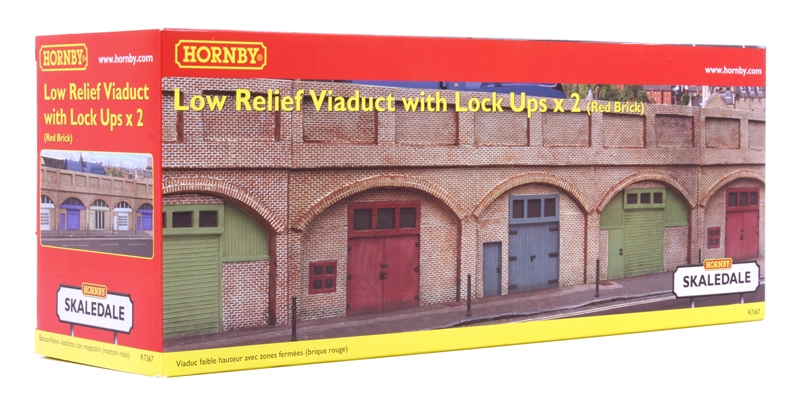 HORNBY®
www.hornby.com
Low Relief Viaduct
with Lock Ups x 2
(Red Brick)
HORNBY
SKALEDALE
R7367
HORNBY®
www.hornby.com
Low Relief Viaduct with Lock Ups x 2 (Red Brick)
HORNBY
SKALEDALE
R7367
Viaduc faible hauteur avec zones fermées (brique rouge)